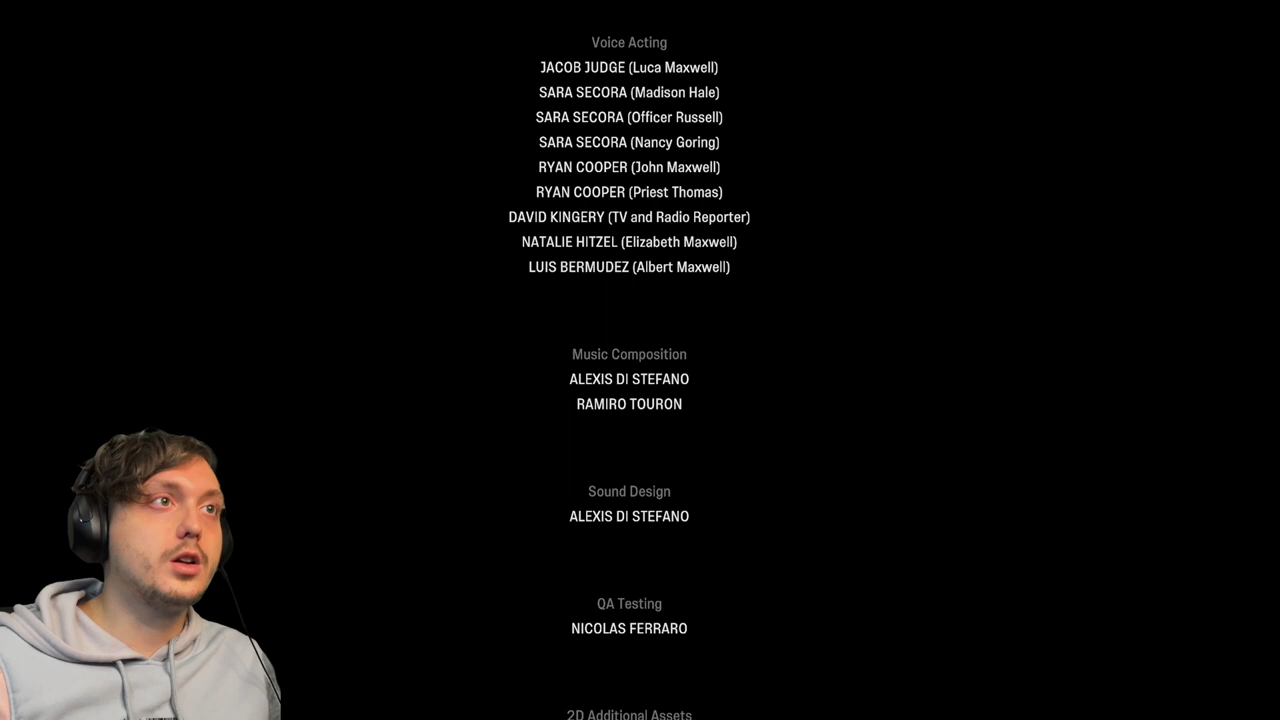 Voice Acting
JACOB JUDGE (Luca Maxwell)
SARA SECORA (Madison Hale)
SARA SECORA (Officer Russell)
SARA SECORA (Nancy Goring)
RYAN COOPER (John Maxwell)
RYAN COOPER (Priest Thomas)
DAVID KINGERY (TV and Radio Reporter)
NATALIE HITZEL (Elizabeth Maxwell)
LUIS BERMUDEZ (Albert Maxwell)
Music Composition
ALEXIS DI STEFANO
RAMIRO TOURON
Sound Design
ALEXIS DI STEFANO
QA Testing
NICOLAS FERRARO
2D Additional Assets